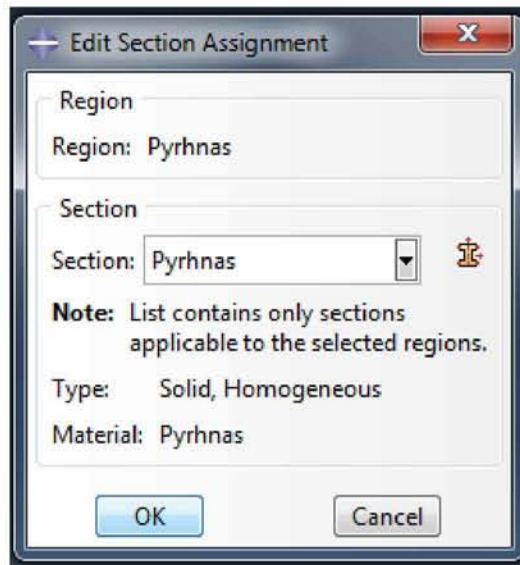 Edit Section Assignment
Region
Region: Pyrhnas
Section
Section: Pyrhnas
Note: List contains only sections
applicable to the selected regions.
Type: Solid, Homogeneous
Material: Pyrhnas
OK Cancel